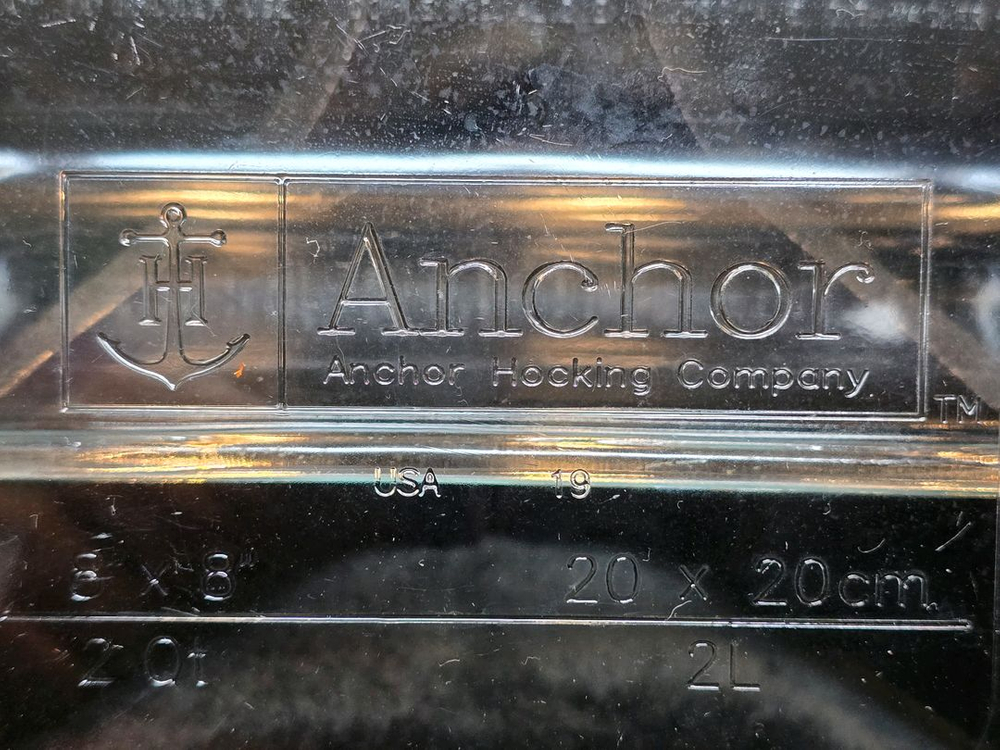 H
Anchor
Anchor Hocking Company
TM
USA 19
8 x 8" 20 x 20cm.
2 Qt 2L